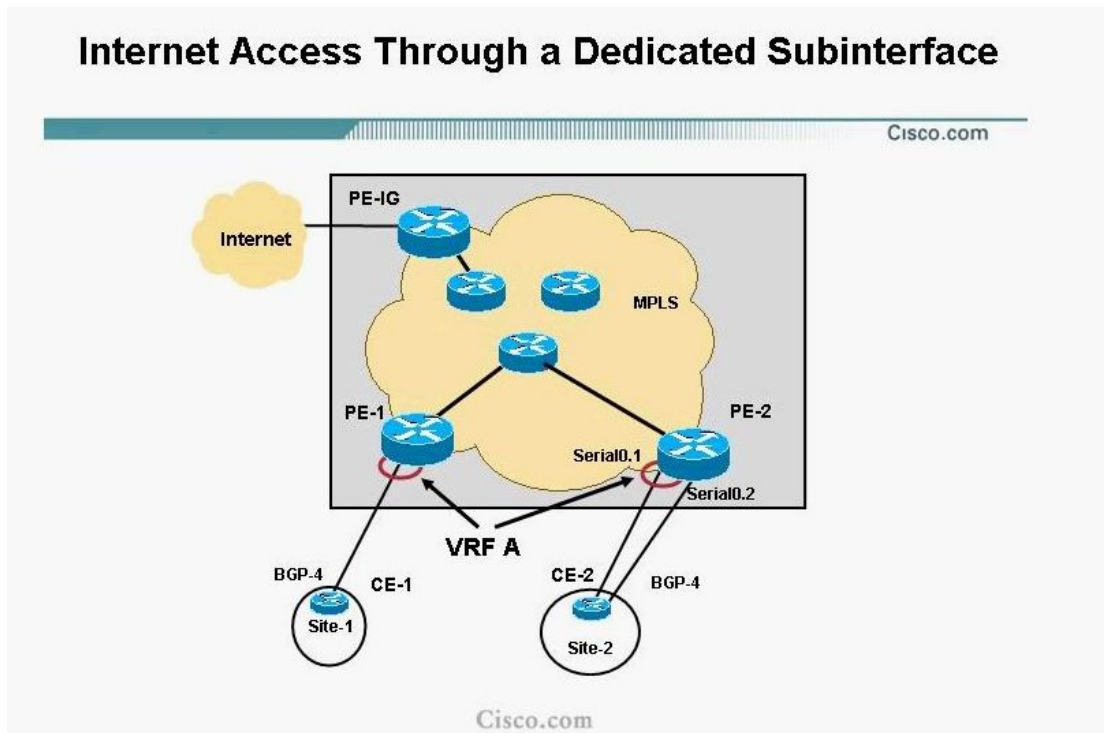 Internet Access Through a Dedicated Subinterface
Cisco.com
PE-IG
Internet
MPLS
PE-1
PE-2
Serial0.1
Serial0.2
VRF A
BGP-4
CE-1
CE-2
BGP-4
Site-1
Site-2
Cisco.com